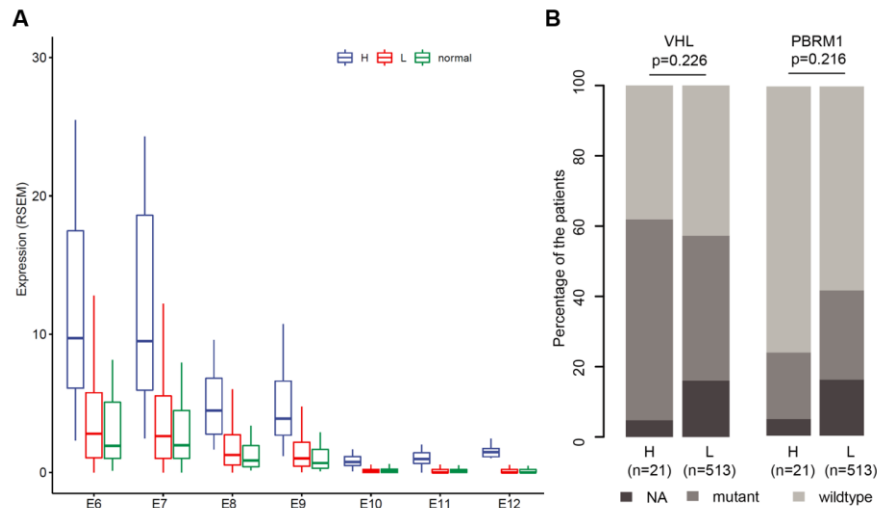 A
H L normal
Expression (RSEM)
30
20
10
0
E6 E7 E8 E9 E10 E11 E12
B
VHL PBRM1
p=0.226 p=0.216
Percentage of the patients
100
80
60
40
20
0
H L H L
(n=21) (n=513) (n=21) (n=513)
NA mutant wildtype